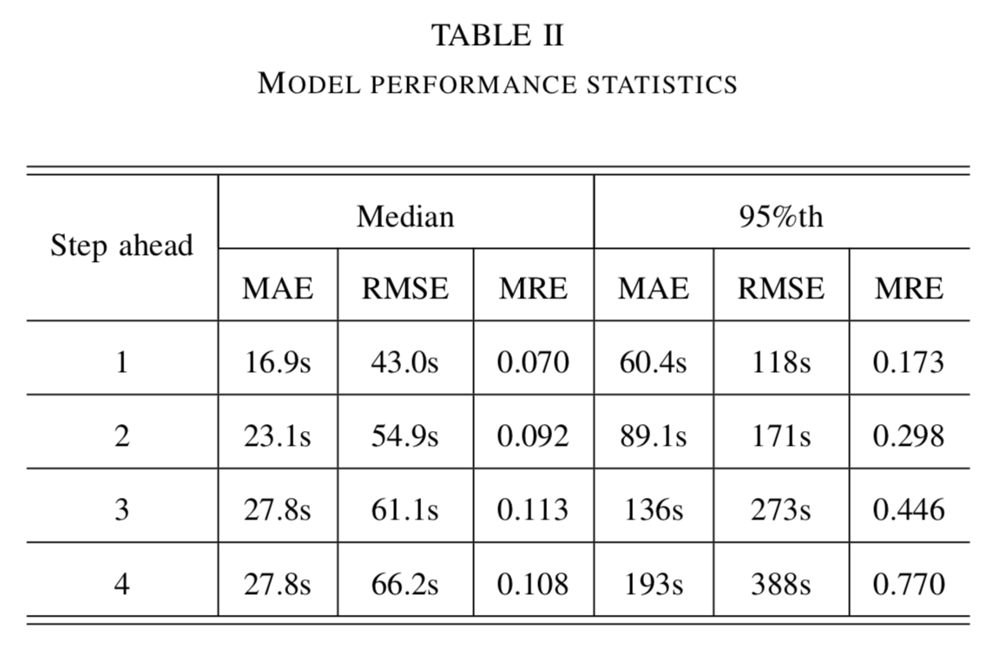 TABLE II
MODEL PERFORMANCE STATISTICS
Step ahead Median 95%th
MAE RMSE MRE MAE RMSE MRE
1 16.9s 43.0s 0.070 60.4s 118s 0.173
2 23.1s 54.9s 0.092 89.1s 171s 0.298
3 27.8s 61.1s 0.113 136s 273s 0.446
4 27.8s 66.2s 0.108 193s 388s 0.770